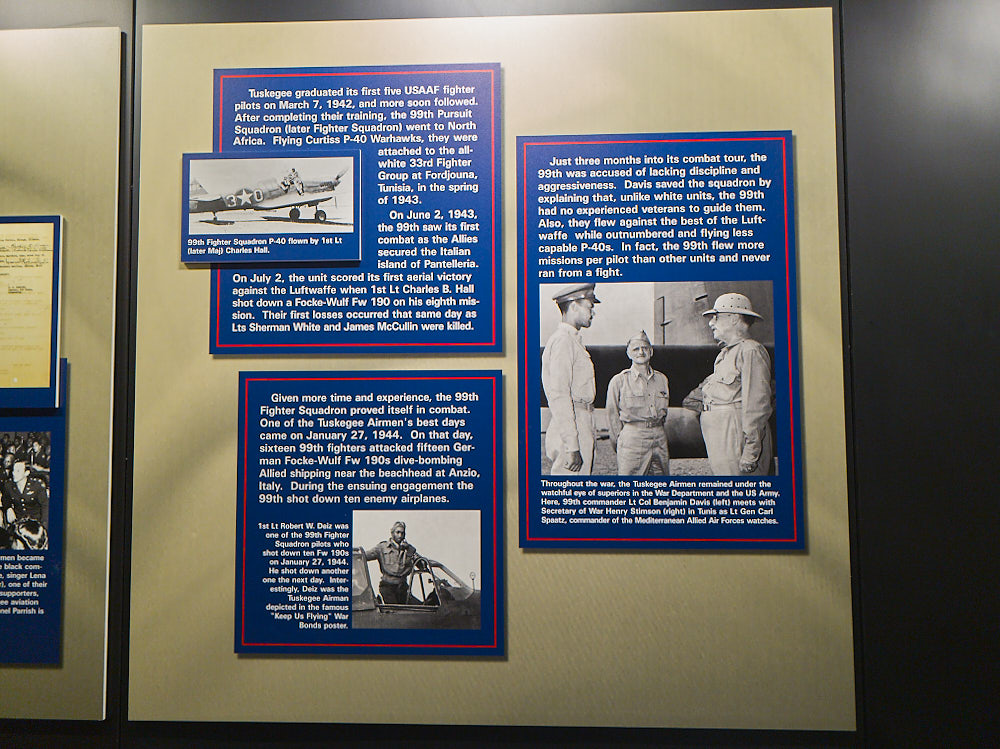 Tuskegee graduated its first five USAAF fighter
pilots on March 7, 1942, and more soon followed.
After completing their training, the 99th Pursuit
Squadron (later Fighter Squadron) went to North
Africa. Flying Curtiss P-40 Warhawks, they were
attached to the all-
white 33rd Fighter
Group at Fordjouna,
Tunisia, in the spring
of 1943.
On June 2, 1943,
the 99th saw its first
combat as the Allies
secured the Italian
island of Pantelleria.
On July 2, the unit scored its first aerial victory
against the Luftwaffe when 1st Lt Charles B. Hall
shot down a Focke-Wulf Fw 190 on his eighth mis-
sion. Their first losses occurred that same day as
Lts Sherman White and James McCullin were killed.
30
99th Fighter Squadron P-40 flown by 1st Lt
(later Maj) Charles Hall.
Given more time and experience, the 99th
Fighter Squadron proved itself in combat.
One of the Tuskegee Airmen's best days
came on January 27, 1944. On that day,
sixteen 99th fighters attacked fifteen Ger-
man Focke-Wulf Fw 190s dive-bombing
Allied shipping near the beachhead at Anzio,
Italy. During the ensuing engagement the
99th shot down ten enemy airplanes.
1st Lt Robert W. Deiz was
one of the 99th Fighter
Squadron pilots who
shot down ten Fw 190s
on January 27, 1944.
He shot down another
one the next day. Inter-
estingly, Deiz was the
Tuskegee Airman
depicted in the famous
"Keep Us Flying" War
Bonds poster.
Just three months into its combat tour, the
99th was accused of lacking discipline and
aggressiveness. Davis saved the squadron by
explaining that, unlike white units, the 99th
had no experienced veterans to guide them.
Also, they flew against the best of the Luft-
waffe while outnumbered and flying less
capable P-40s. In fact, the 99th flew more
missions per pilot than other units and never
ran from a fight.
Throughout the war, the Tuskegee Airmen remained under the
watchful eye of superiors in the War Department and the US Army.
Here, 99th commander Lt Col Benjamin Davis (left) meets with
Secretary of War Henry Stimson (right) in Tunis as Lt Gen Carl
Spaatz, commander of the Mediterranean Allied Air Forces watches.
men became
black com-
, singer Lena
), one of their
supporters,
ee aviation
nel Parrish is